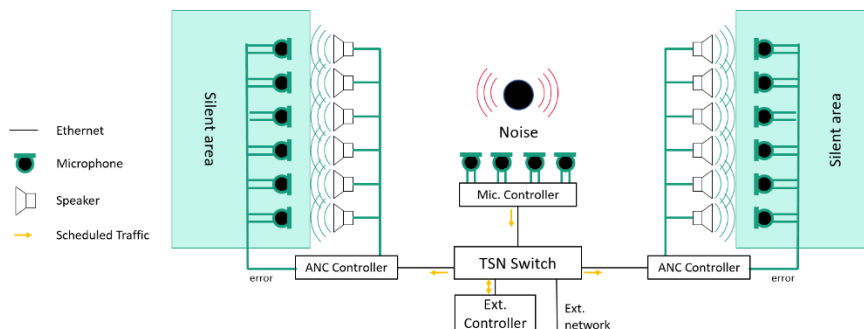 Silent area
Silent area
Noise
Ethernet
Microphone
Speaker
Scheduled Traffic
Mic. Controller
TSN Switch
ANC Controller
ANC Controller
error
error
Ext.
Controller
Ext.
network